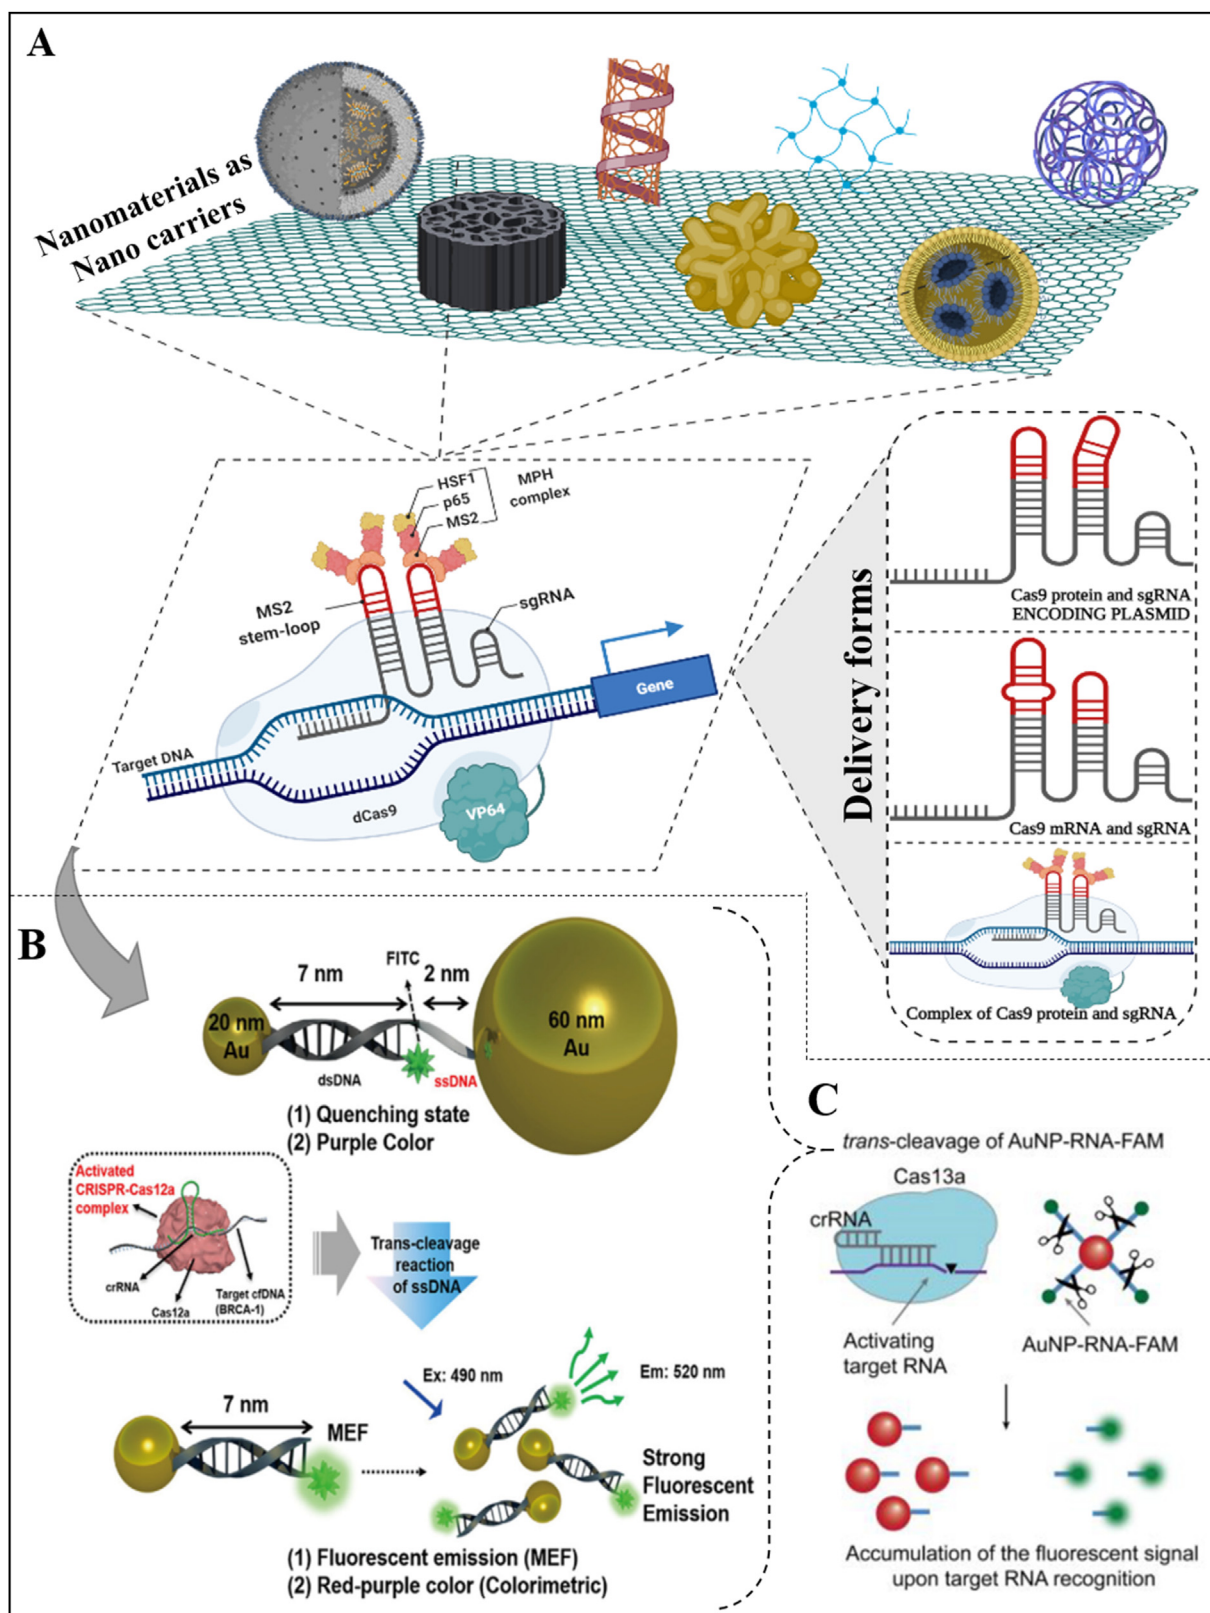 A
Nanomaterials as
Nano carriers
HSF1
p65
MS2
MPH
complex
MS2
stem-loop
sgRNA
Gene
Target DNA
dCas9
VP64
Delivery forms
Cas9 protein and sgRNA
ENCODING PLASMID
Cas9 mRNA and sgRNA
Complex of Cas9 protein and sgRNA
B
7 nm
FITC
2 nm
20 nm
Au
60 nm
Au
dsDNA
ssDNA
(1) Quenching state
(2) Purple Color
Activated
CRISPR-Cas12a
complex
crRNA
Cas12a
Target cfDNA
(BRCA-1)
Trans-cleavage
reaction
of ssDNA
Ex: 490 nm
Em: 520 nm
7 nm
MEF
Strong
Fluorescent
Emission
(1) Fluorescent emission (MEF)
(2) Red-purple color (Colorimetric)
C
trans-cleavage of AuNP-RNA-FAM
Cas13a
crRNA
Activating
target RNA
AuNP-RNA-FAM
Accumulation of the fluorescent signal
upon target RNA recognition